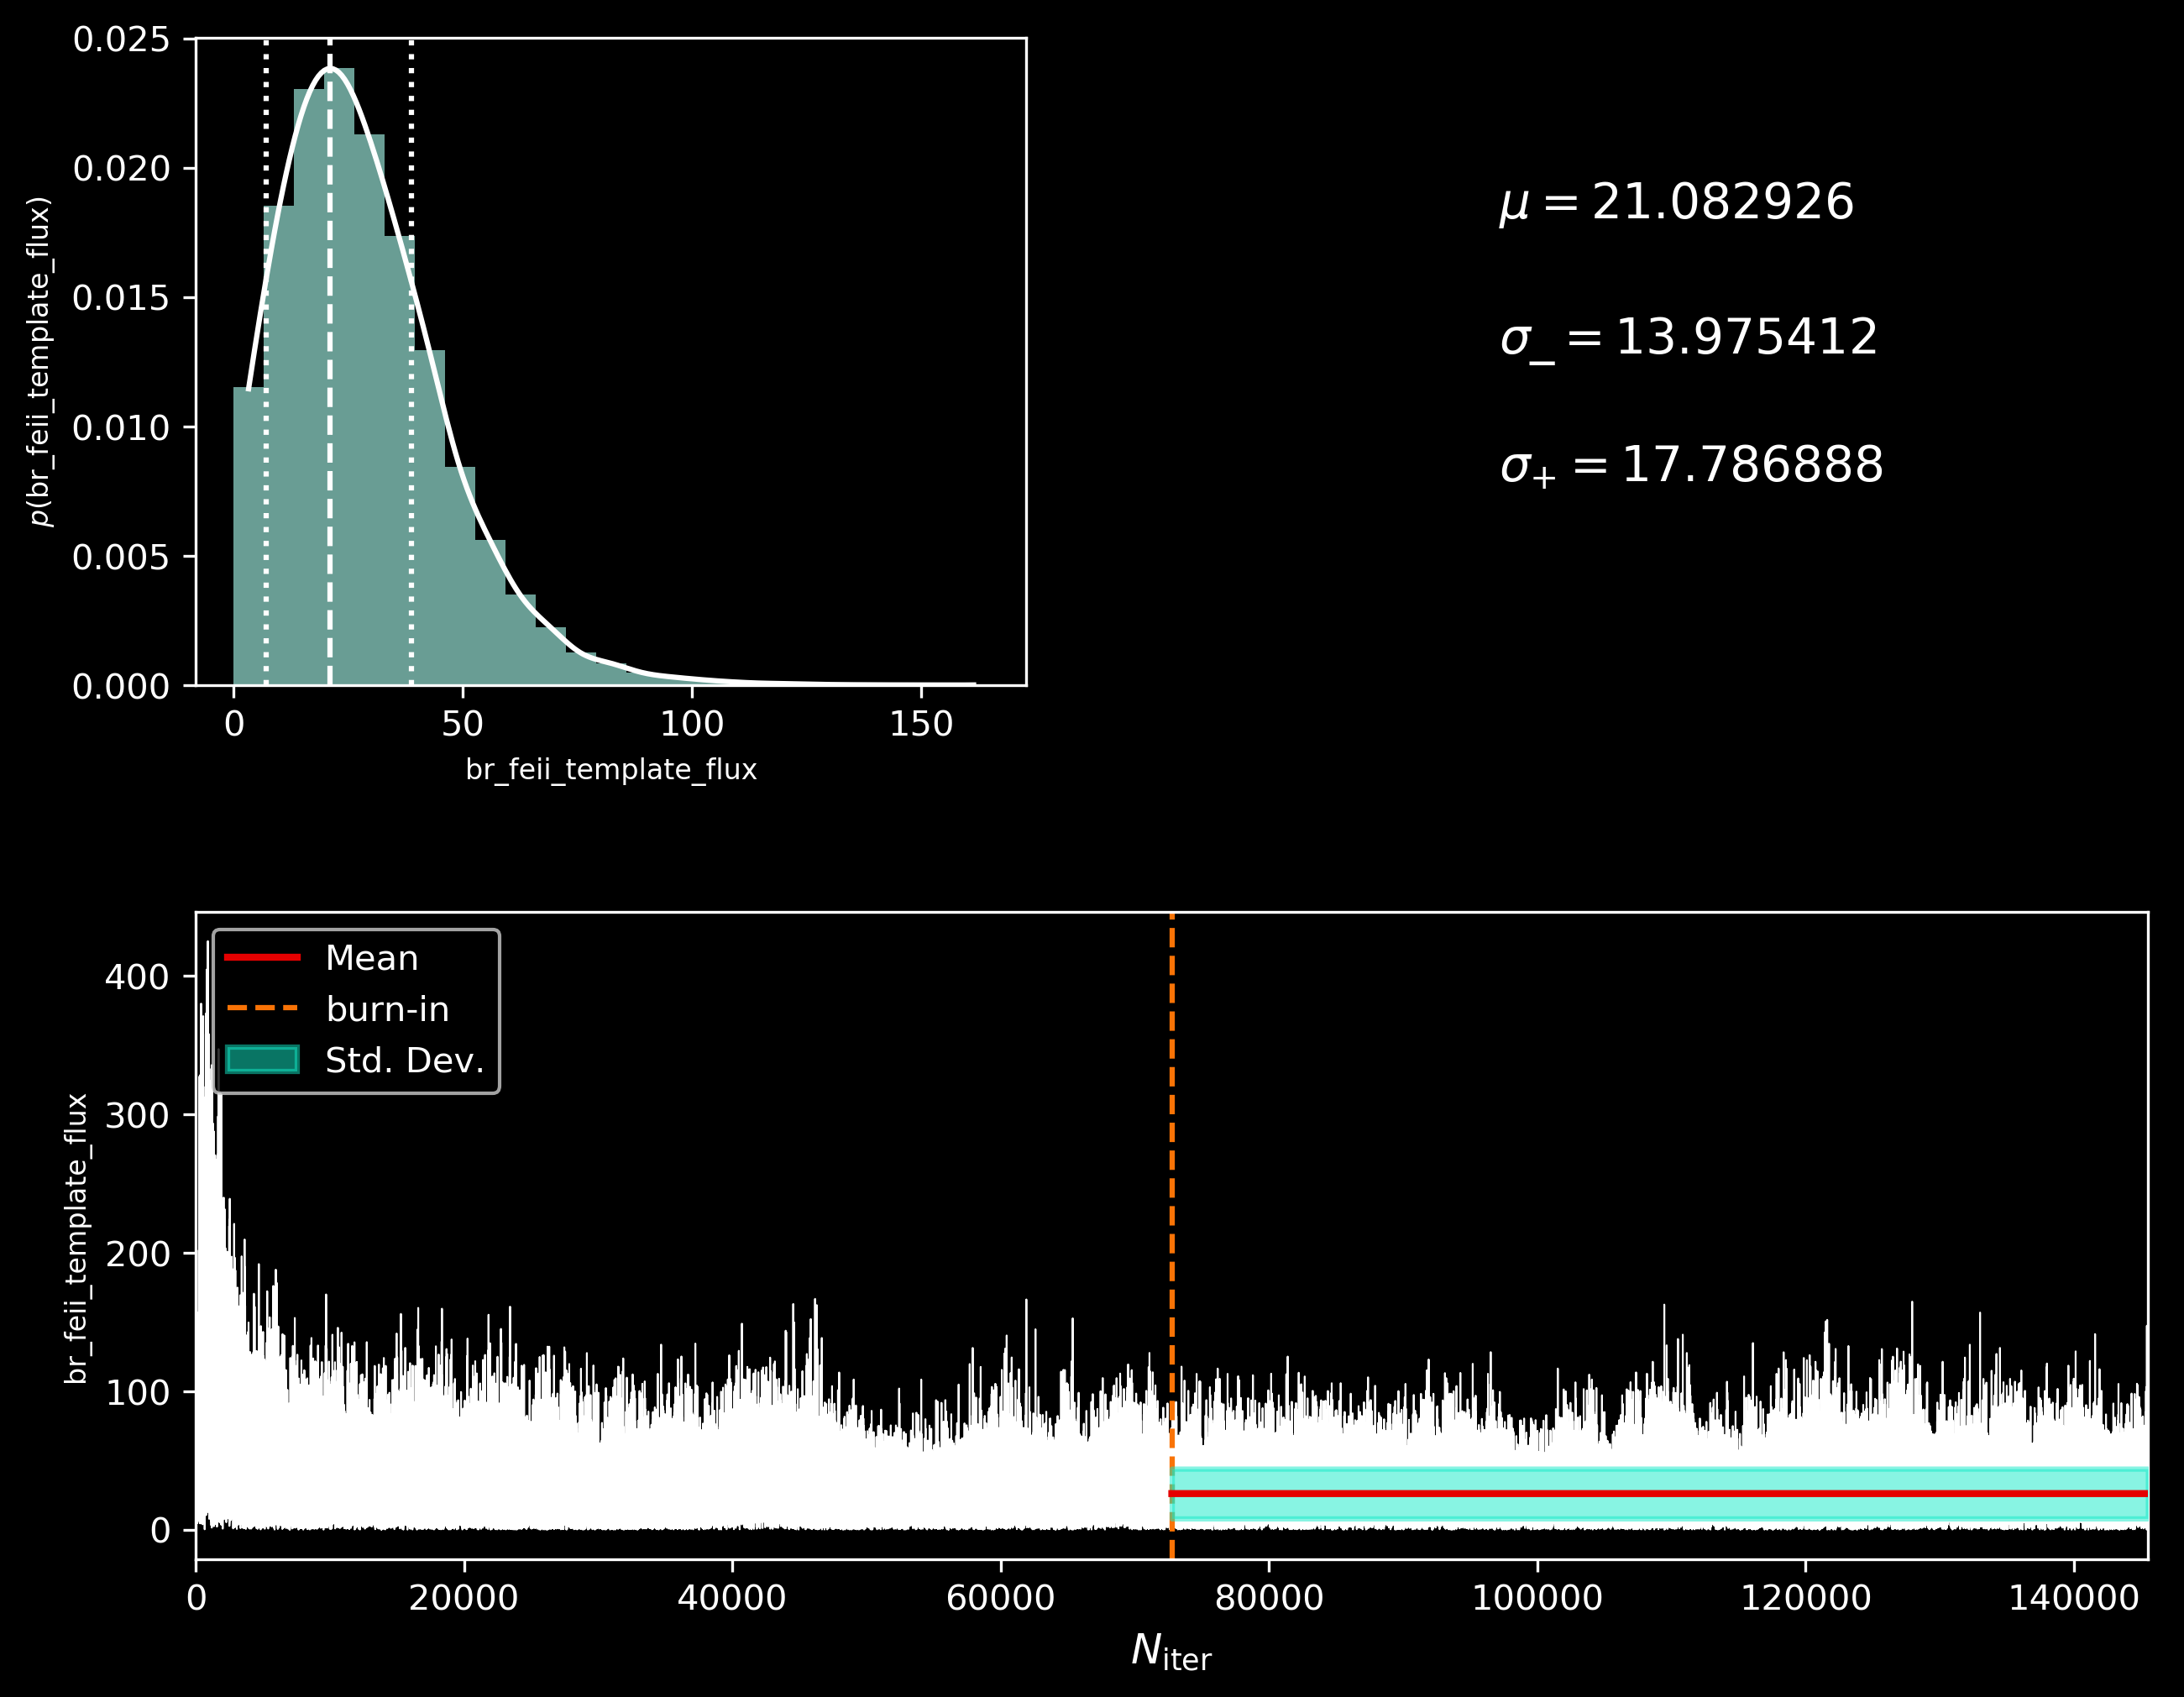 0.025
0.020
0.015
0.010
0.005
0.000
p(br_feii_template_flux)
0 50 100 150
br_feii_template_flux
μ = 21.082926
σ_ = 13.975412
σ+ = 17.786888
400
300
200
100
0
br_feii_template_flux
Mean
burn-in
Std. Dev.
0 20000 40000 60000 80000 100000 120000 140000
Niter